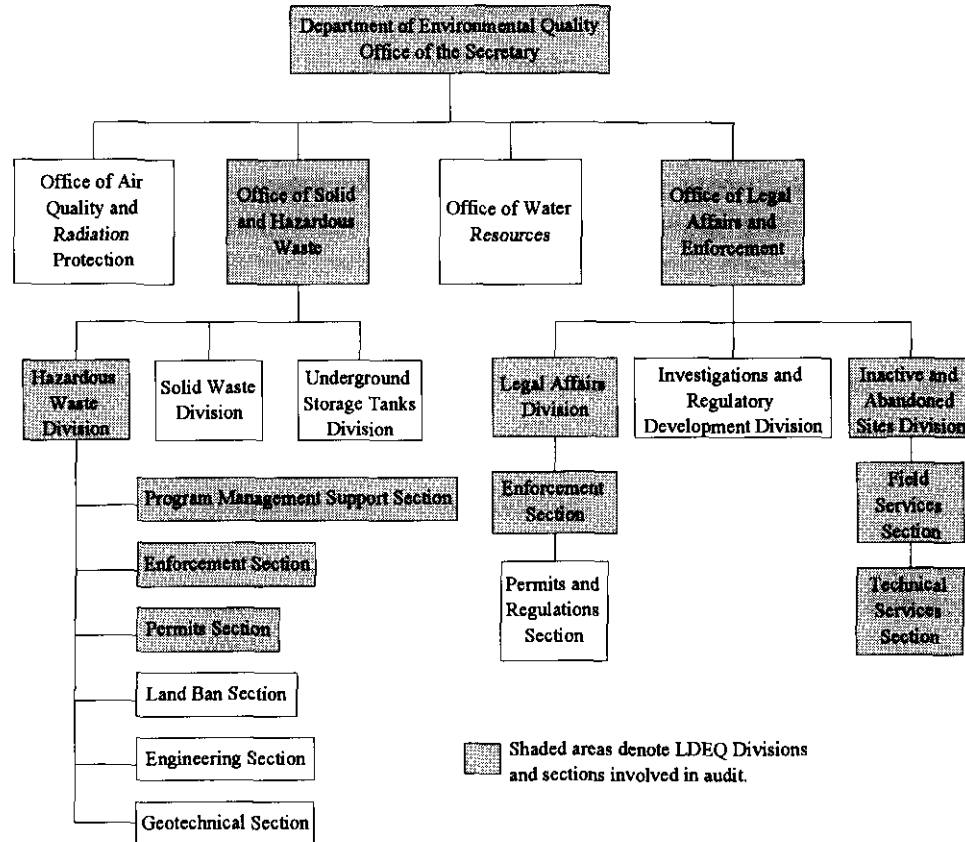 Department of Environmental Quality
Office of the Secretary
Office of Air
Quality and
Radiation
Protection
Office of Solid
and Hazardous
Waste
Office of Water
Resources
Office of Legal
Affairs and
Enforcement
Hazardous
Waste
Division
Solid Waste
Division
Underground
Storage Tanks
Division
Legal Affairs
Division
Investigations and
Regulatory
Development Division
Inactive and
Abandoned
Sites Division
Program Management Support Section
Enforcement Section
Permits Section
Land Ban Section
Engineering Section
Geotechnical Section
Enforcement
Section
Permits and
Regulations
Section
Field
Services
Section
Technical
Services
Section
Shaded areas denote LDEQ Divisions
and sections involved in audit.